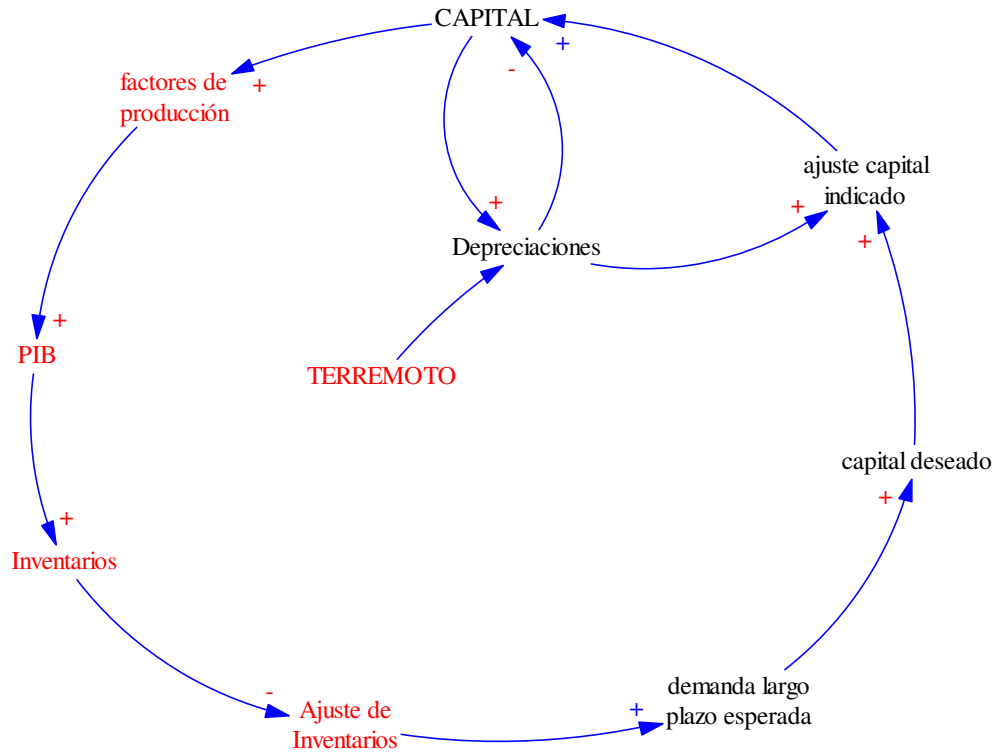 CAPITAL
+
-
factores de
producción
+
ajuste capital
indicado
+
+
+
Depreciaciones
+
PIB
TERREMOTO
capital deseado
+
+
Inventarios
-
Ajuste de
Inventarios
+
demanda largo
plazo esperada